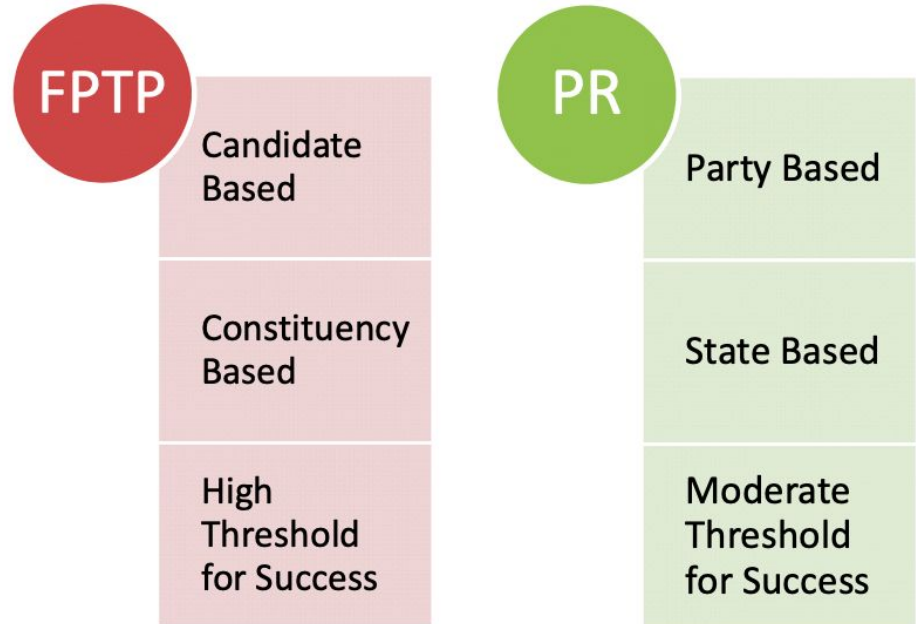 FPTP
Candidate
Based
Constituency
Based
High
Threshold
for Success
PR
Party Based
State Based
Moderate
Threshold
for Success